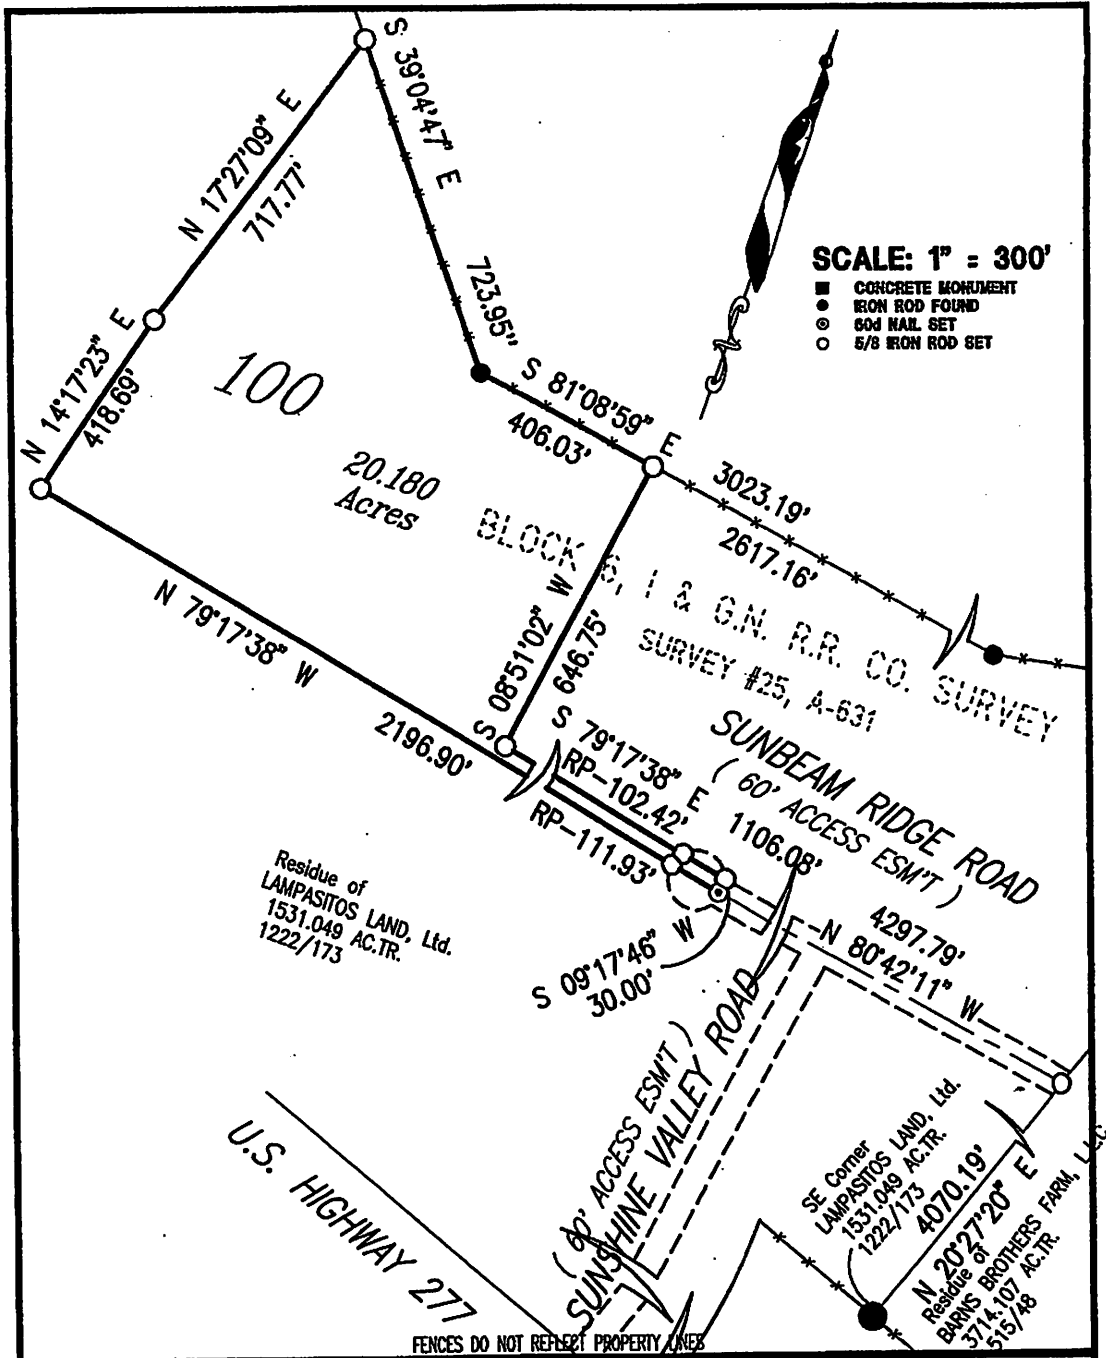 S 39°04'47" E
723.95"
N 17°27'09" E
717.77'
SCALE: 1" = 300'
CONCRETE MONUMENT
IRON ROD FOUND
60d NAIL SET
5/8 IRON ROD SET
N 14°17'23" E
418.69'
100
20.180
Acres
S 81°08'59" E
406.03'
3023.19'
2617.16'
BLOCK 6, I & G.N. R.R. CO. SURVEY
SURVEY #25, A-631
N 79°17'38" W
2196.90'
S 08°51'02" W
646.75'
S 79°17'38" E
1106.08'
RP-102.42'
RP-111.93'
SUNBEAM RIDGE ROAD
( 60' ACCESS ESM'T )
Residue of
LAMPASITOS LAND, Ltd.
1531.049 AC.TR.
1222/173
S 09°17'46" W
30.00'
4297.79'
N 80°42'11" W
( 60' ACCESS ESM'T )
SUNSHINE VALLEY ROAD
U.S. HIGHWAY 277
SE Corner
LAMPASITOS LAND, Ltd.
1531.049 AC.TR.
1222/173
4070.19'
N 20°27'20" E
Residue of
BARNS BROTHERS FARM, L.L.C.
3714.107 AC.TR.
515/48
FENCES DO NOT REFLECT PROPERTY LINES